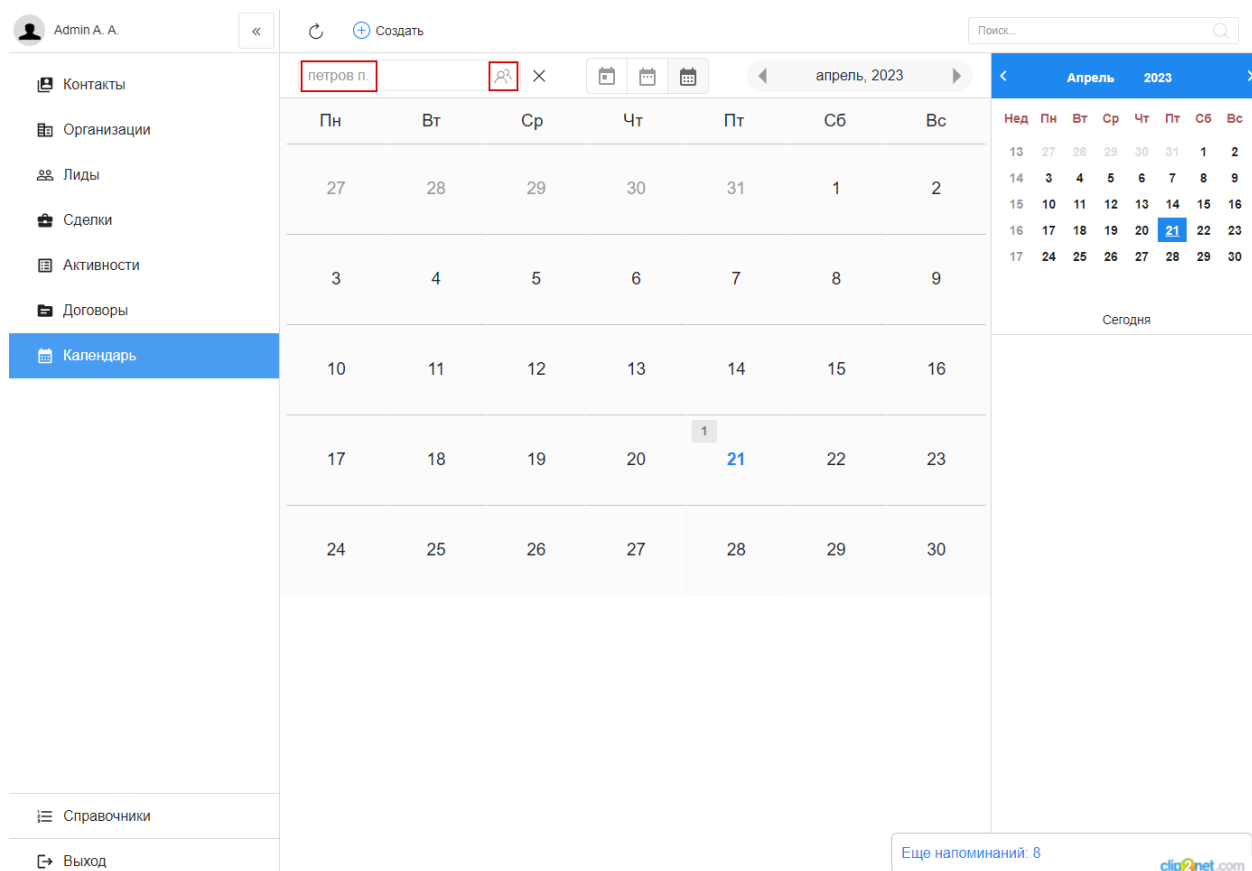 Admin A. A.
«
Создать
Поиск...
Контакты
Организации
Лиды
Сделки
Активности
Договоры
Календарь
Справочники
Выход
петров п.
апрель, 2023
Пн Вт Ср Чт Пт Сб Вс
27 28 29 30 31 1 2
3 4 5 6 7 8 9
10 11 12 13 14 15 16
1
17 18 19 20 21 22 23
24 25 26 27 28 29 30
Апрель 2023
Нед Пн Вт Ср Чт Пт Сб Вс
13 27 28 29 30 31 1 2
14 3 4 5 6 7 8 9
15 10 11 12 13 14 15 16
16 17 18 19 20 21 22 23
17 24 25 26 27 28 29 30
Сегодня
Еще напоминаний: 8
clip2net.com